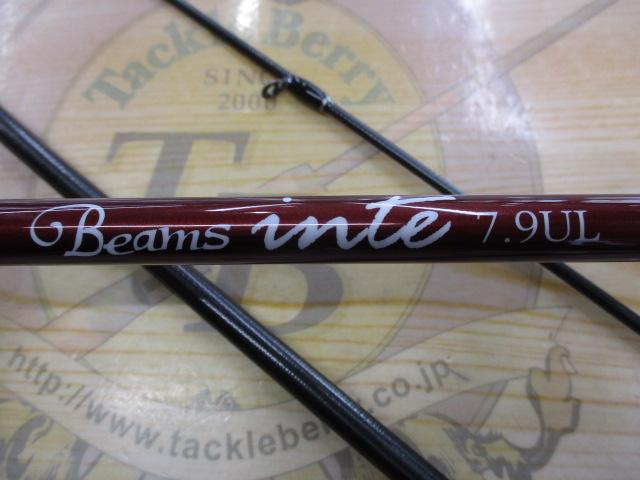 Tackle Berry
SINCE
2000
TB
Beams inte 7.9UL
http://www.tackleberry.co.jp